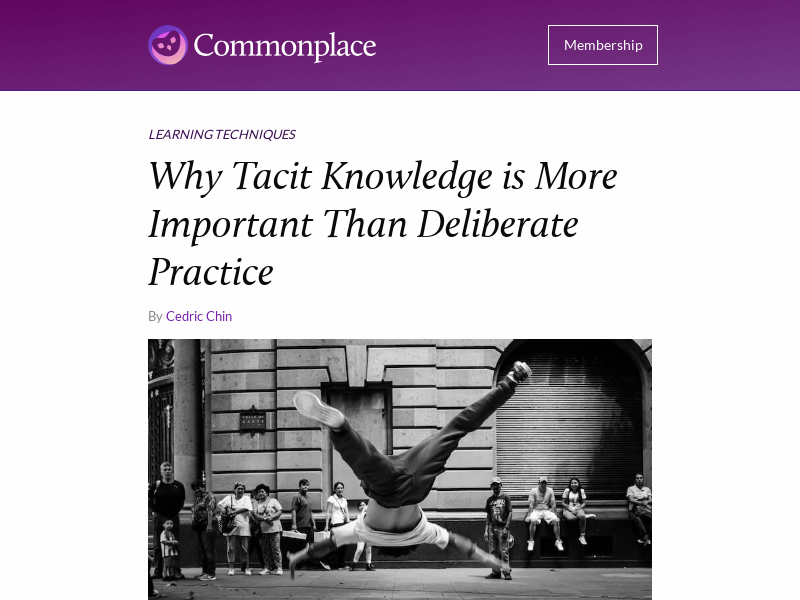 Commonplace
Membership
LEARNING TECHNIQUES
Why Tacit Knowledge is More
Important Than Deliberate
Practice
By Cedric Chin